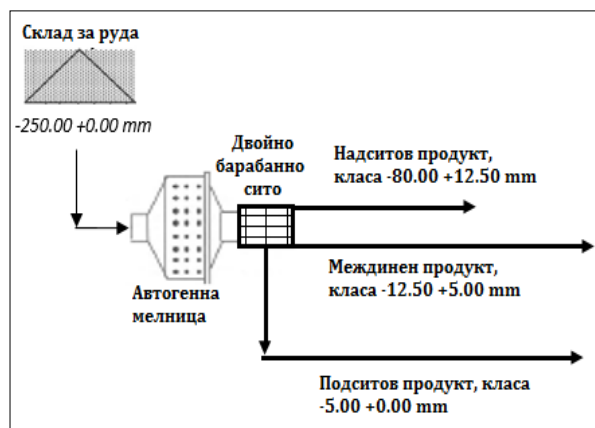 Склад за руда
-250.00 +0.00 mm
Двойно
барабанно
сито
Надситов продукт,
класа -80.00 +12.50 mm
Автогенна
мелница
Междинен продукт,
класа -12.50 +5.00 mm
Подситов продукт, класа
-5.00 +0.00 mm